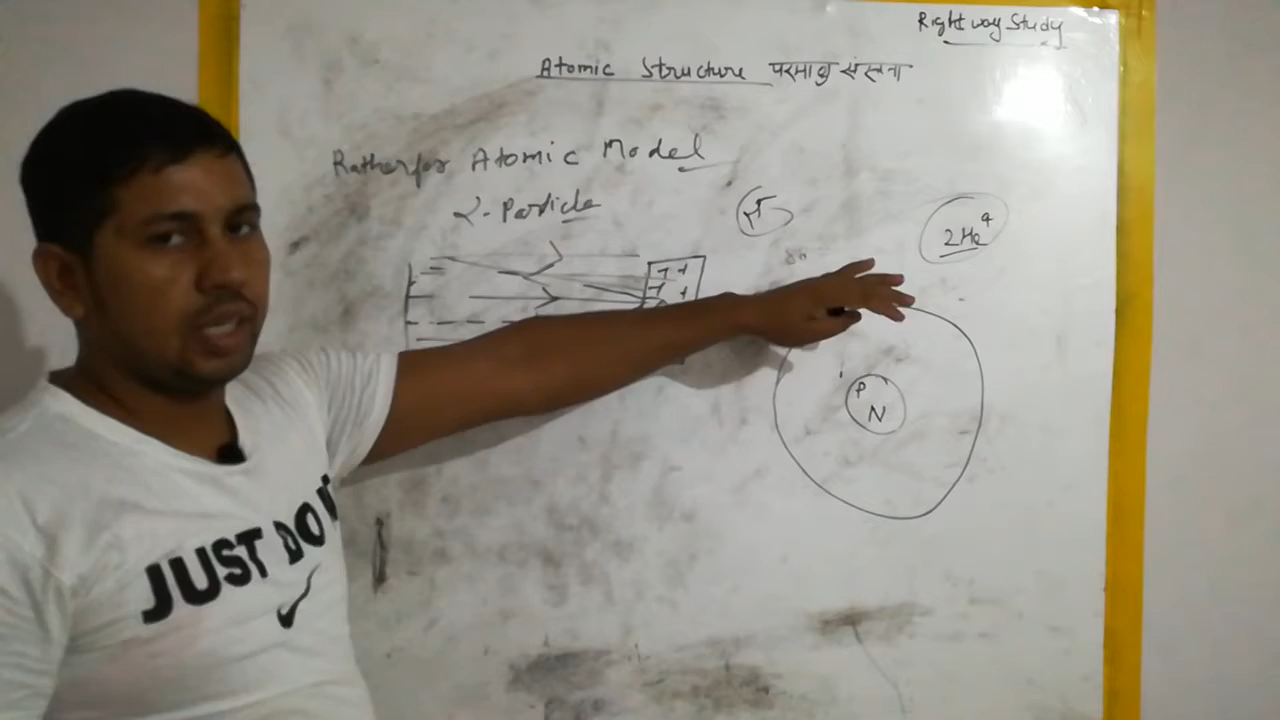 Right way Study
Atomic Structure परमाणु संरचना
Ratherfor Atomic Model
α-Particle
2He4
+ +
+ +
P
N
JUST DO I